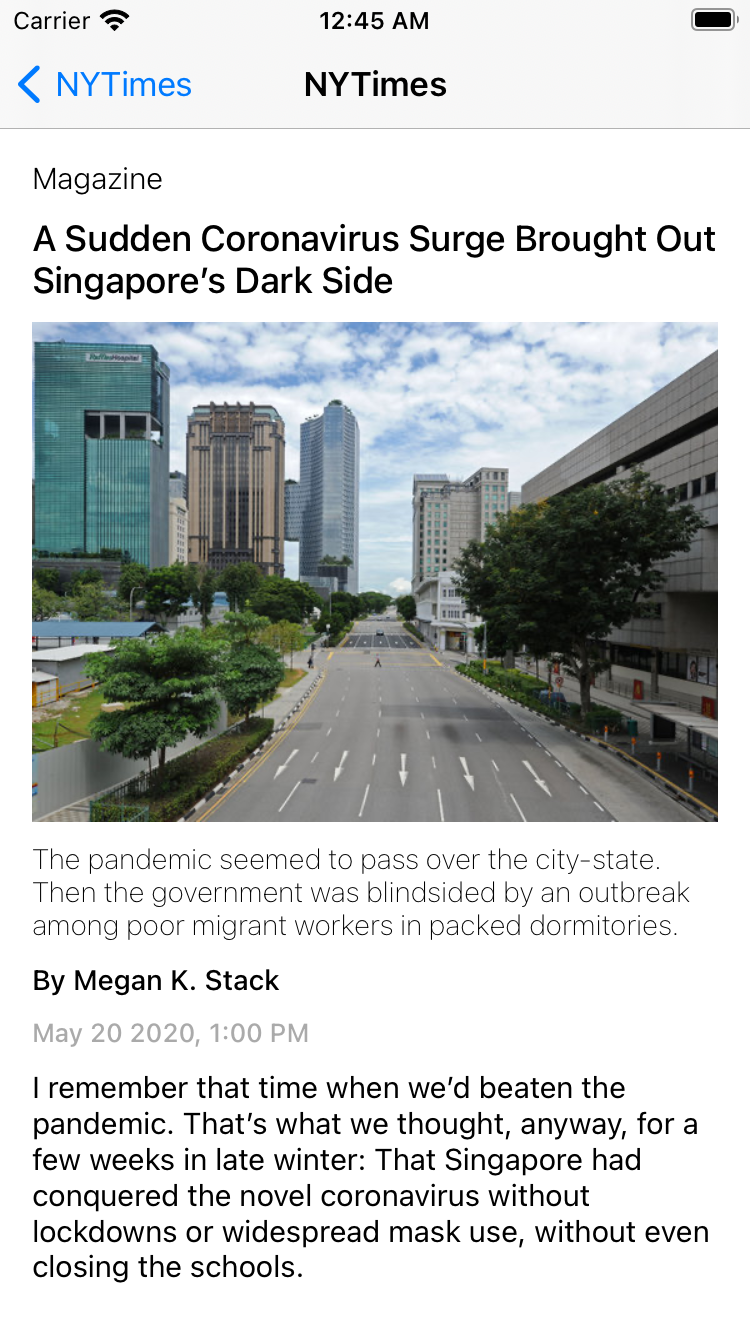 Carrier 12:45 AM
NYTimes NYTimes
Magazine
A Sudden Coronavirus Surge Brought Out
Singapore’s Dark Side
RafflesHospital
The pandemic seemed to pass over the city-state.
Then the government was blindsided by an outbreak
among poor migrant workers in packed dormitories.
By Megan K. Stack
May 20 2020, 1:00 PM
I remember that time when we’d beaten the
pandemic. That’s what we thought, anyway, for a
few weeks in late winter: That Singapore had
conquered the novel coronavirus without
lockdowns or widespread mask use, without even
closing the schools.